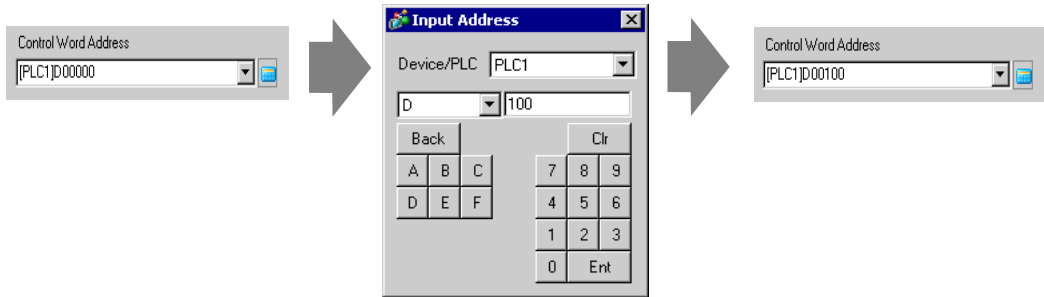 Control Word Address
[PLC1]D00000
Input Address
Device/PLC PLC1
D 100
Back Clr
A B C 7 8 9
D E F 4 5 6
1 2 3
0 Ent
Control Word Address
[PLC1]D00100